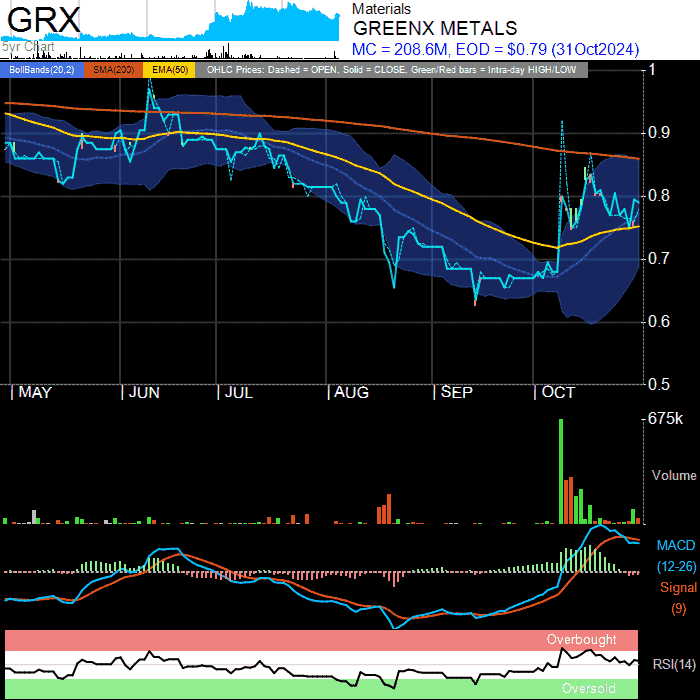 GRX
5yr Chart
Materials
GREENX METALS
MC = 208.6M, EOD = $0.79 (31Oct2024)
BollBands(20,2) SMA(200) EMA(50) OHLC Prices: Dashed = OPEN, Solid = CLOSE, Green/Red bars = Intra-day HIGH/LOW
1
0.9
0.8
0.7
0.6
0.5
MAY JUN JUL AUG SEP OCT
675k
Volume
MACD
(12-26)
Signal
(9)
Overbought
RSI(14)
Oversold